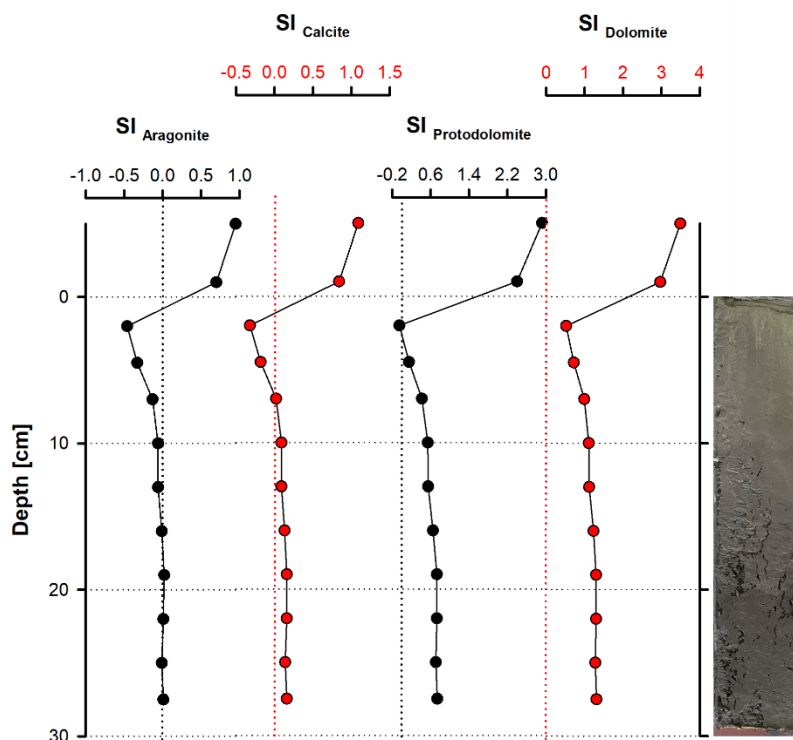 SI Calcite
-0.5 0.0 0.5 1.0 1.5
SI Dolomite
0 1 2 3 4
SI Aragonite
-1.0 -0.5 0.0 0.5 1.0
SI Protodolomite
-0.2 0.6 1.4 2.2 3.0
Depth [cm]
0
10
20
30